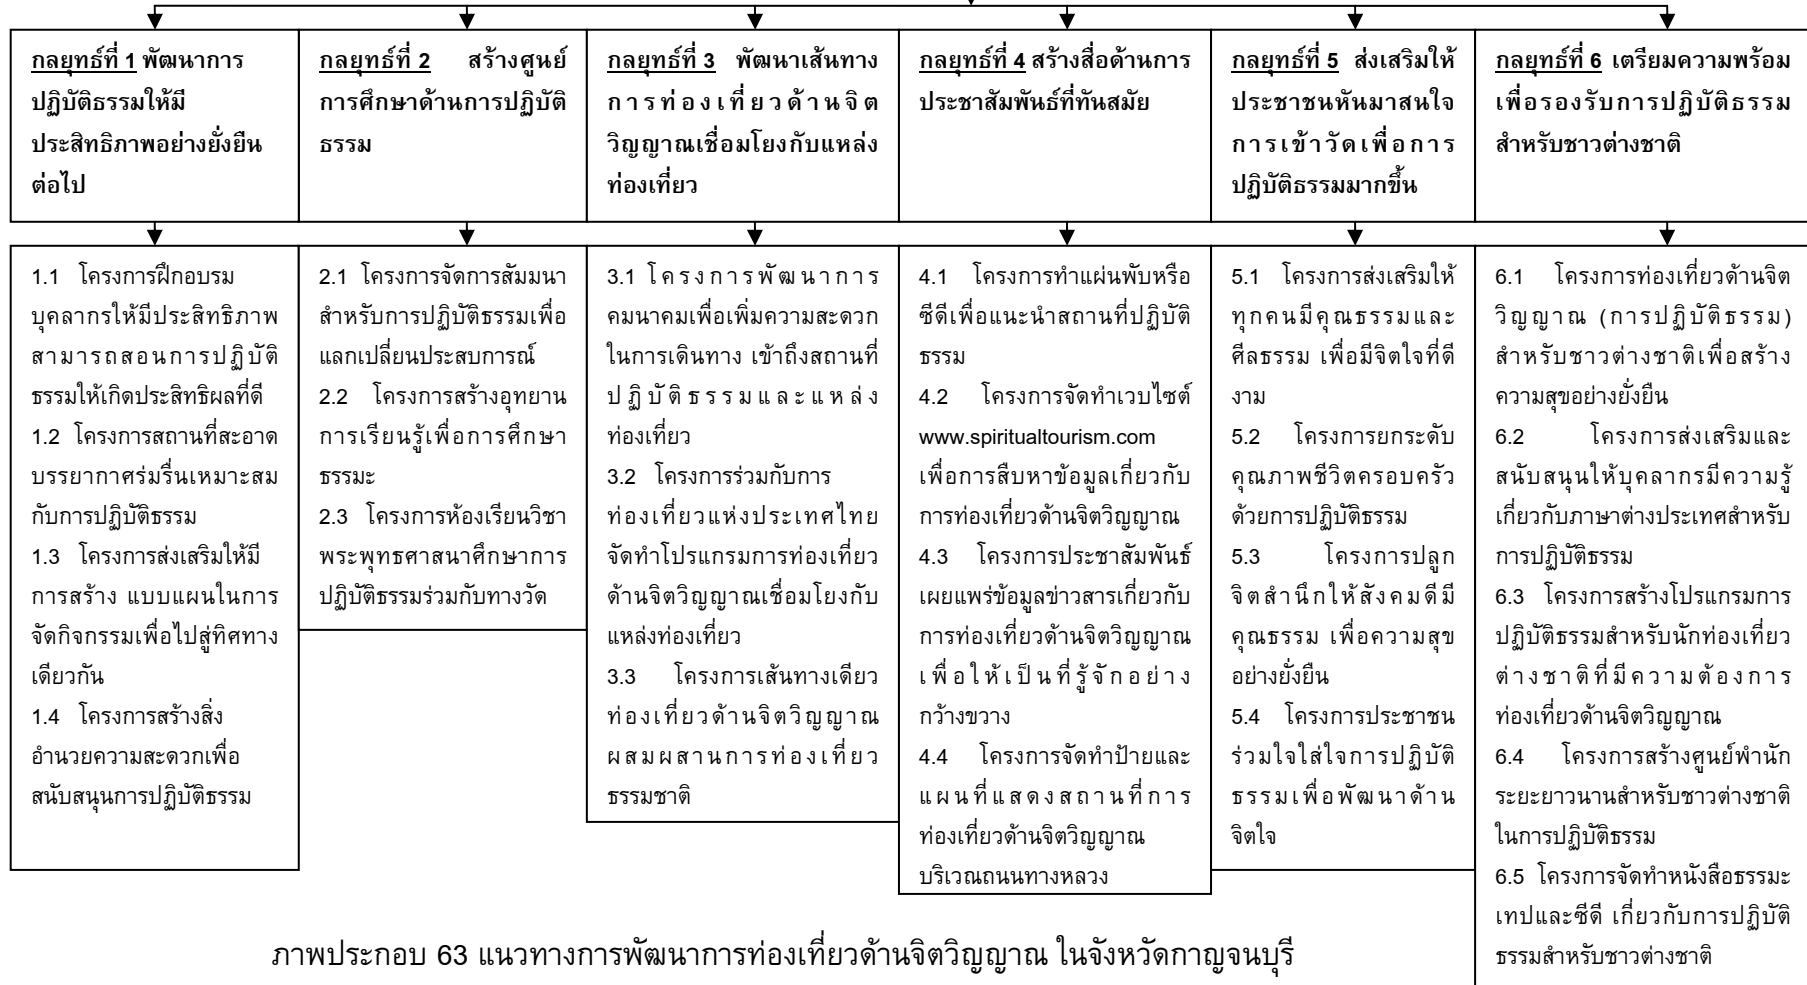 กลยุทธ์ที่ 1 พัฒนาการ
ปฏิบัติธรรมให้มี
ประสิทธิภาพอย่างยั่งยืน
ต่อไป
กลยุทธ์ที่ 2 สร้างศูนย์
การศึกษาด้านการปฏิบัติ
ธรรม
กลยุทธ์ที่ 3 พัฒนาเส้นทาง
การท่องเที่ยวด้านจิต
วิญญาณเชื่อมโยงกับแหล่ง
ท่องเที่ยว
กลยุทธ์ที่ 4 สร้างสื่อด้านการ
ประชาสัมพันธ์ที่ทันสมัย
กลยุทธ์ที่ 5 ส่งเสริมให้
ประชาชนหันมาสนใจ
การเข้าวัดเพื่อการ
ปฏิบัติธรรมมากขึ้น
กลยุทธ์ที่ 6 เตรียมความพร้อม
เพื่อรองรับการปฏิบัติธรรม
สำหรับชาวต่างชาติ
1.1 โครงการฝึกอบรม
บุคลากรให้มีประสิทธิภาพ
สามารถสอนการปฏิบัติ
ธรรมให้เกิดประสิทธิผลที่ดี
1.2 โครงการสถานที่สะอาด
บรรยากาศร่มรื่นเหมาะสม
กับการปฏิบัติธรรม
1.3 โครงการส่งเสริมให้มี
การสร้าง แบบแผนในการ
จัดกิจกรรมเพื่อไปสู่ทิศทาง
เดียวกัน
1.4 โครงการสร้างสิ่ง
อำนวยความสะดวกเพื่อ
สนับสนุนการปฏิบัติธรรม
2.1 โครงการจัดการสัมมนา
สำหรับการปฏิบัติธรรมเพื่อ
แลกเปลี่ยนประสบการณ์
2.2 โครงการสร้างอุทยาน
การเรียนรู้เพื่อการศึกษา
ธรรมะ
2.3 โครงการห้องเรียนวิชา
พระพุทธศาสนาศึกษาการ
ปฏิบัติธรรมร่วมกับทางวัด
3.1 โครงการพัฒนาการ
คมนาคมเพื่อเพิ่มความสะดวก
ในการเดินทาง เข้าถึงสถานที่
ปฏิบัติธรรมและแหล่ง
ท่องเที่ยว
3.2 โครงการร่วมกับการ
ท่องเที่ยวแห่งประเทศไทย
จัดทำโปรแกรมการท่องเที่ยว
ด้านจิตวิญญาณเชื่อมโยงกับ
แหล่งท่องเที่ยว
3.3 โครงการเส้นทางเดียว
ท่องเที่ยวด้านจิตวิญญาณ
ผสมผสานการท่องเที่ยว
ธรรมชาติ
4.1 โครงการทำแผ่นพับหรือ
ซีดีเพื่อแนะนำสถานที่ปฏิบัติ
ธรรม
4.2 โครงการจัดทำเวบไซต์
www.spiritualtourism.com
เพื่อการสืบหาข้อมูลเกี่ยวกับ
การท่องเที่ยวด้านจิตวิญญาณ
4.3 โครงการประชาสัมพันธ์
เผยแพร่ข้อมูลข่าวสารเกี่ยวกับ
การท่องเที่ยวด้านจิตวิญญาณ
เพื่อให้เป็นที่รู้จักอย่าง
กว้างขวาง
4.4 โครงการจัดทำป้ายและ
แผนที่แสดงสถานที่การ
ท่องเที่ยวด้านจิตวิญญาณ
บริเวณถนนทางหลวง
5.1 โครงการส่งเสริมให้
ทุกคนมีคุณธรรมและ
ศีลธรรม เพื่อมีจิตใจที่ดี
งาม
5.2 โครงการยกระดับ
คุณภาพชีวิตครอบครัว
ด้วยการปฏิบัติธรรม
5.3 โครงการปลูก
จิตสำนึกให้สังคมดีมี
คุณธรรม เพื่อความสุข
อย่างยั่งยืน
5.4 โครงการประชาชน
ร่วมใจใส่ใจการปฏิบัติ
ธรรมเพื่อพัฒนาด้าน
จิตใจ
6.1 โครงการท่องเที่ยวด้านจิต
วิญญาณ (การปฏิบัติธรรม)
สำหรับชาวต่างชาติเพื่อสร้าง
ความสุขอย่างยั่งยืน
6.2 โครงการส่งเสริมและ
สนับสนุนให้บุคลากรมีความรู้
เกี่ยวกับภาษาต่างประเทศสำหรับ
การปฏิบัติธรรม
6.3 โครงการสร้างโปรแกรมการ
ปฏิบัติธรรมสำหรับนักท่องเที่ยว
ต่างชาติที่มีความต้องการ
ท่องเที่ยวด้านจิตวิญญาณ
6.4 โครงการสร้างศูนย์พำนัก
ระยะยาวนานสำหรับชาวต่างชาติ
ในการปฏิบัติธรรม
6.5 โครงการจัดทำหนังสือธรรมะ
เทปและซีดี เกี่ยวกับการปฏิบัติ
ธรรมสำหรับชาวต่างชาติ
ภาพประกอบ 63 แนวทางการพัฒนาการท่องเที่ยวด้านจิตวิญญาณ ในจังหวัดกาญจนบุรี